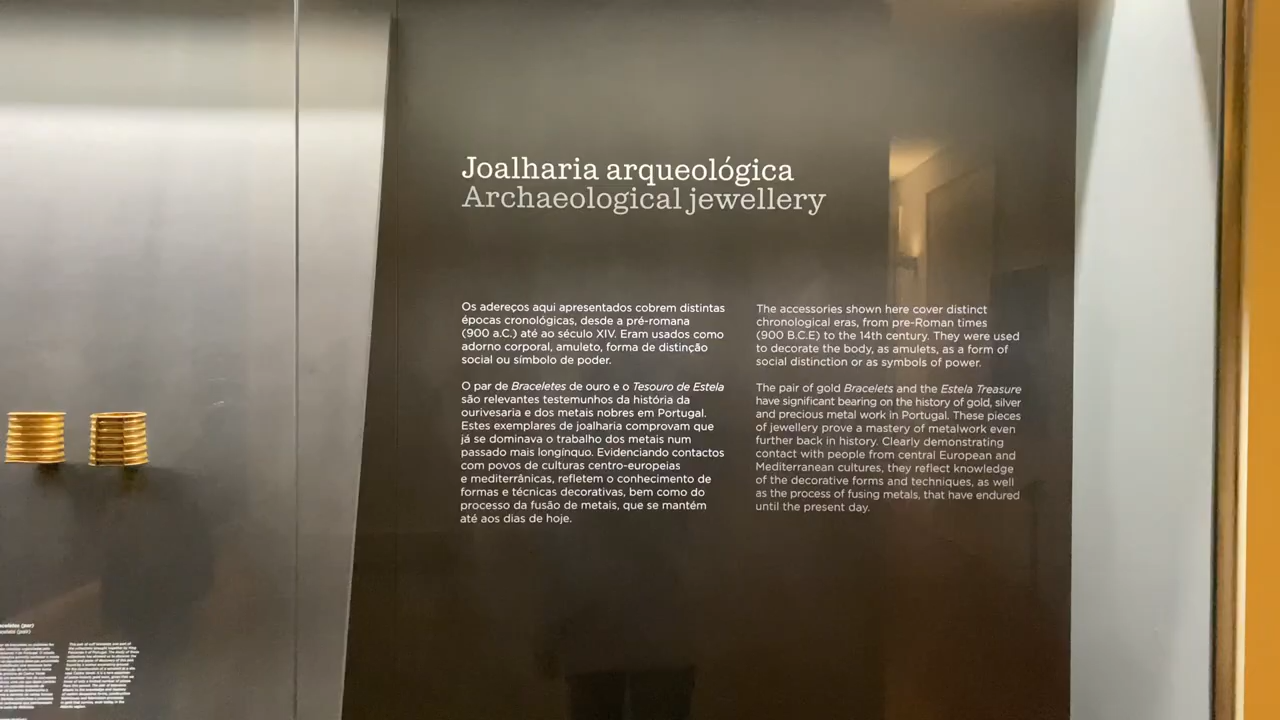 Joalharia arqueológica
Archaeological jewellery
Os adereços aqui apresentados cobrem distintas
épocas cronológicas, desde a pré-romana
(900 a.C.) até ao século XIV. Eram usados como
adorno corporal, amuleto, forma de distinção
social ou símbolo de poder.
O par de Braceletes de ouro e o Tesouro de Estela
são relevantes testemunhos da história da
ourivesaria e dos metais nobres em Portugal.
Estes exemplares de joalharia comprovam que
já se dominava o trabalho dos metais num
passado mais longínquo. Evidenciando contactos
com povos de culturas centro-europeias
e mediterrânicas, refletem o conhecimento de
formas e técnicas decorativas, bem como do
processo da fusão de metais, que se mantém
até aos dias de hoje.
The accessories shown here cover distinct
chronological eras, from pre-Roman times
(900 B.C.E) to the 14th century. They were used
to decorate the body, as amulets, as a form of
social distinction or as symbols of power.
The pair of gold Bracelets and the Estela Treasure
have significant bearing on the history of gold, silver
and precious metal work in Portugal. These pieces
of jewellery prove a mastery of metalwork even
further back in history. Clearly demonstrating
contact with people from central European and
Mediterranean cultures, they reflect knowledge
of the decorative forms and techniques, as well
as the process of fusing metals, that have endured
until the present day.